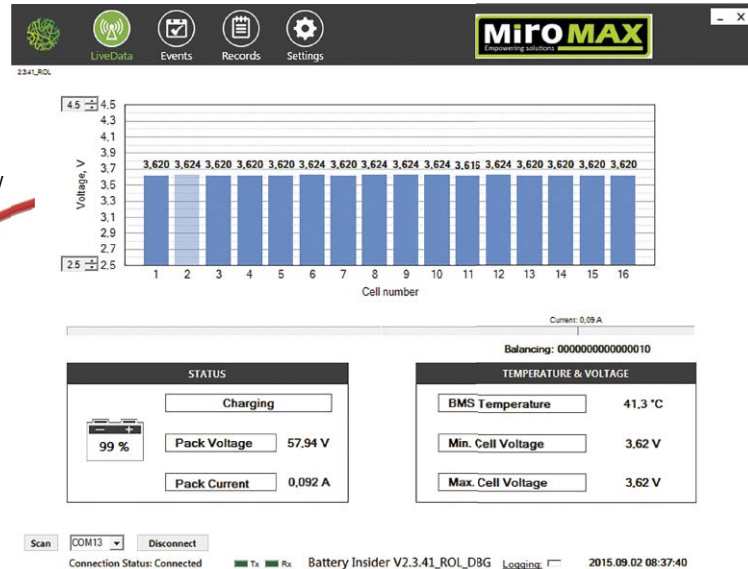 LiveData Events Records Settings
MiroMAX
Empowering solutions
2.3.41_ROL
4.5 4.5
4.3
4.1
3.9
3.7
3.5
3.3
3.1
2.9
2.7
2.5 2.5
Voltage, V
3,620 3,624 3,620 3,620 3,624 3,624 3,620 3,624 3,624 3,624 3,616 3,624 3,620 3,620 3,620 3,620
1 2 3 4 5 6 7 8 9 10 11 12 13 14 15 16
Cell number
Current: 0,09 A
Balancing: 0000000000000010
STATUS
Charging
99 %
Pack Voltage 57,94 V
Pack Current 0,092 A
TEMPERATURE & VOLTAGE
BMS Temperature 41,3 °C
Min. Cell Voltage 3,62 V
Max. Cell Voltage 3,62 V
Scan COM13 Disconnect
Connection Status: Connected Tx Rx Battery Insider V2.3.41_ROL_DBG Logging: 2015.09.02 08:37:40